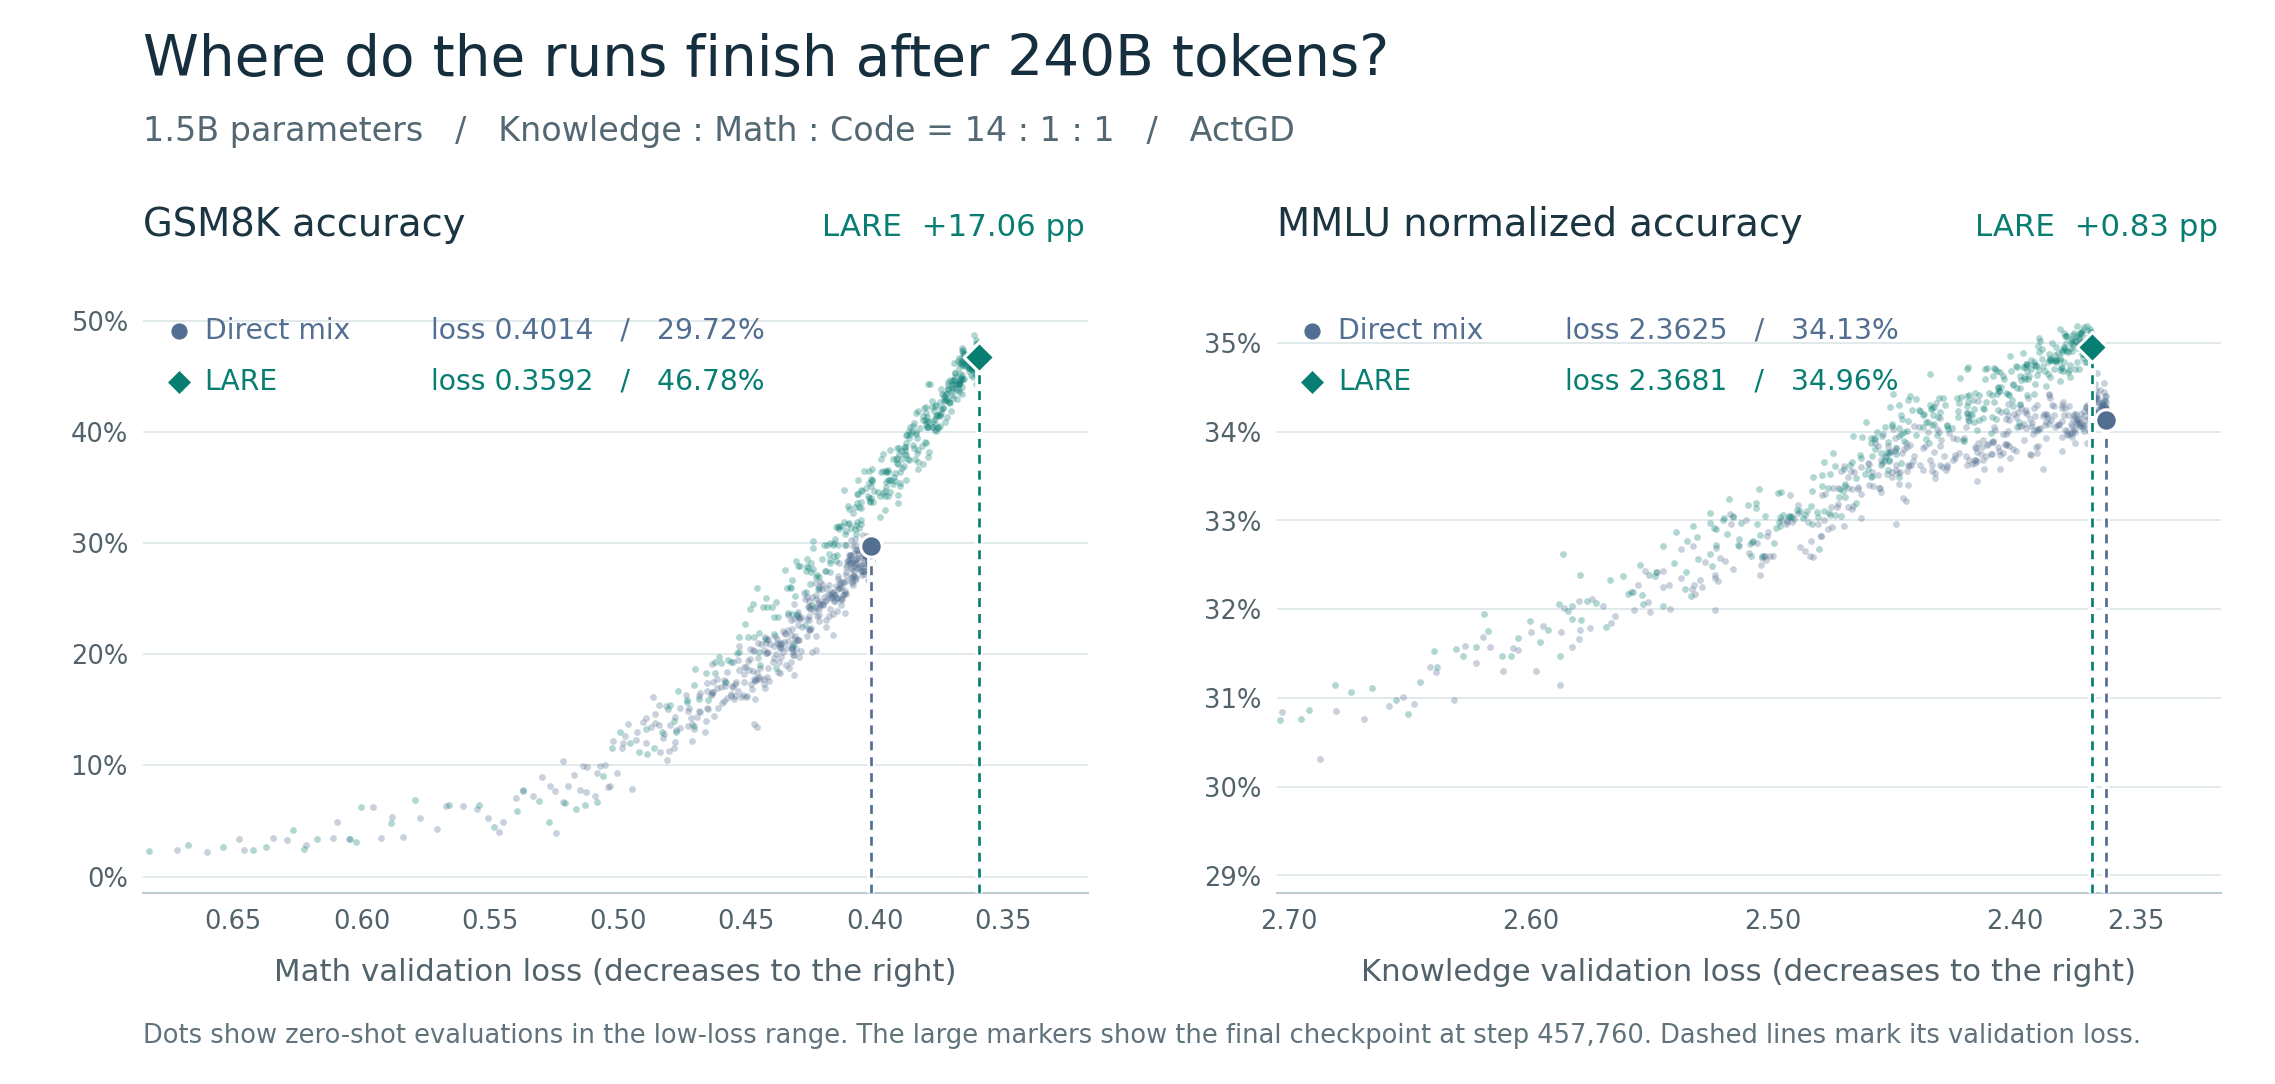 Where do the runs finish after 240B tokens?
1.5B parameters / Knowledge : Math : Code = 14 : 1 : 1 / ActGD
GSM8K accuracy
LARE +17.06 pp
Direct mix loss 0.4014 / 29.72%
LARE loss 0.3592 / 46.78%
50%
40%
30%
20%
10%
0%
0.65 0.60 0.55 0.50 0.45 0.40 0.35
Math validation loss (decreases to the right)
MMLU normalized accuracy
LARE +0.83 pp
Direct mix loss 2.3625 / 34.13%
LARE loss 2.3681 / 34.96%
35%
34%
33%
32%
31%
30%
29%
2.70 2.60 2.50 2.40 2.35
Knowledge validation loss (decreases to the right)
Dots show zero-shot evaluations in the low-loss range. The large markers show the final checkpoint at step 457,760. Dashed lines mark its validation loss.